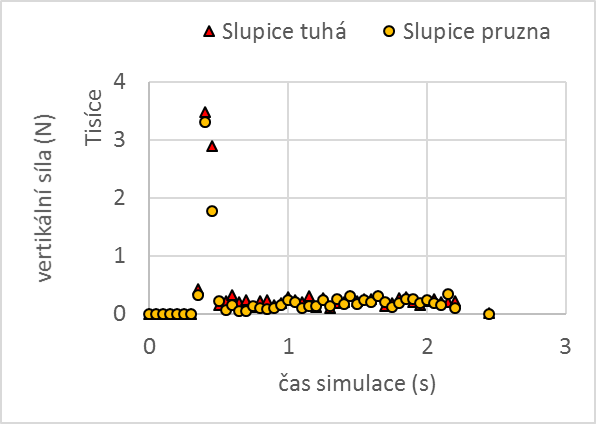 Slupice tuhá Slupice pruzna
vertikální síla (N)
Tisíce
4
3
2
1
0
0 1 2 3
čas simulace (s)